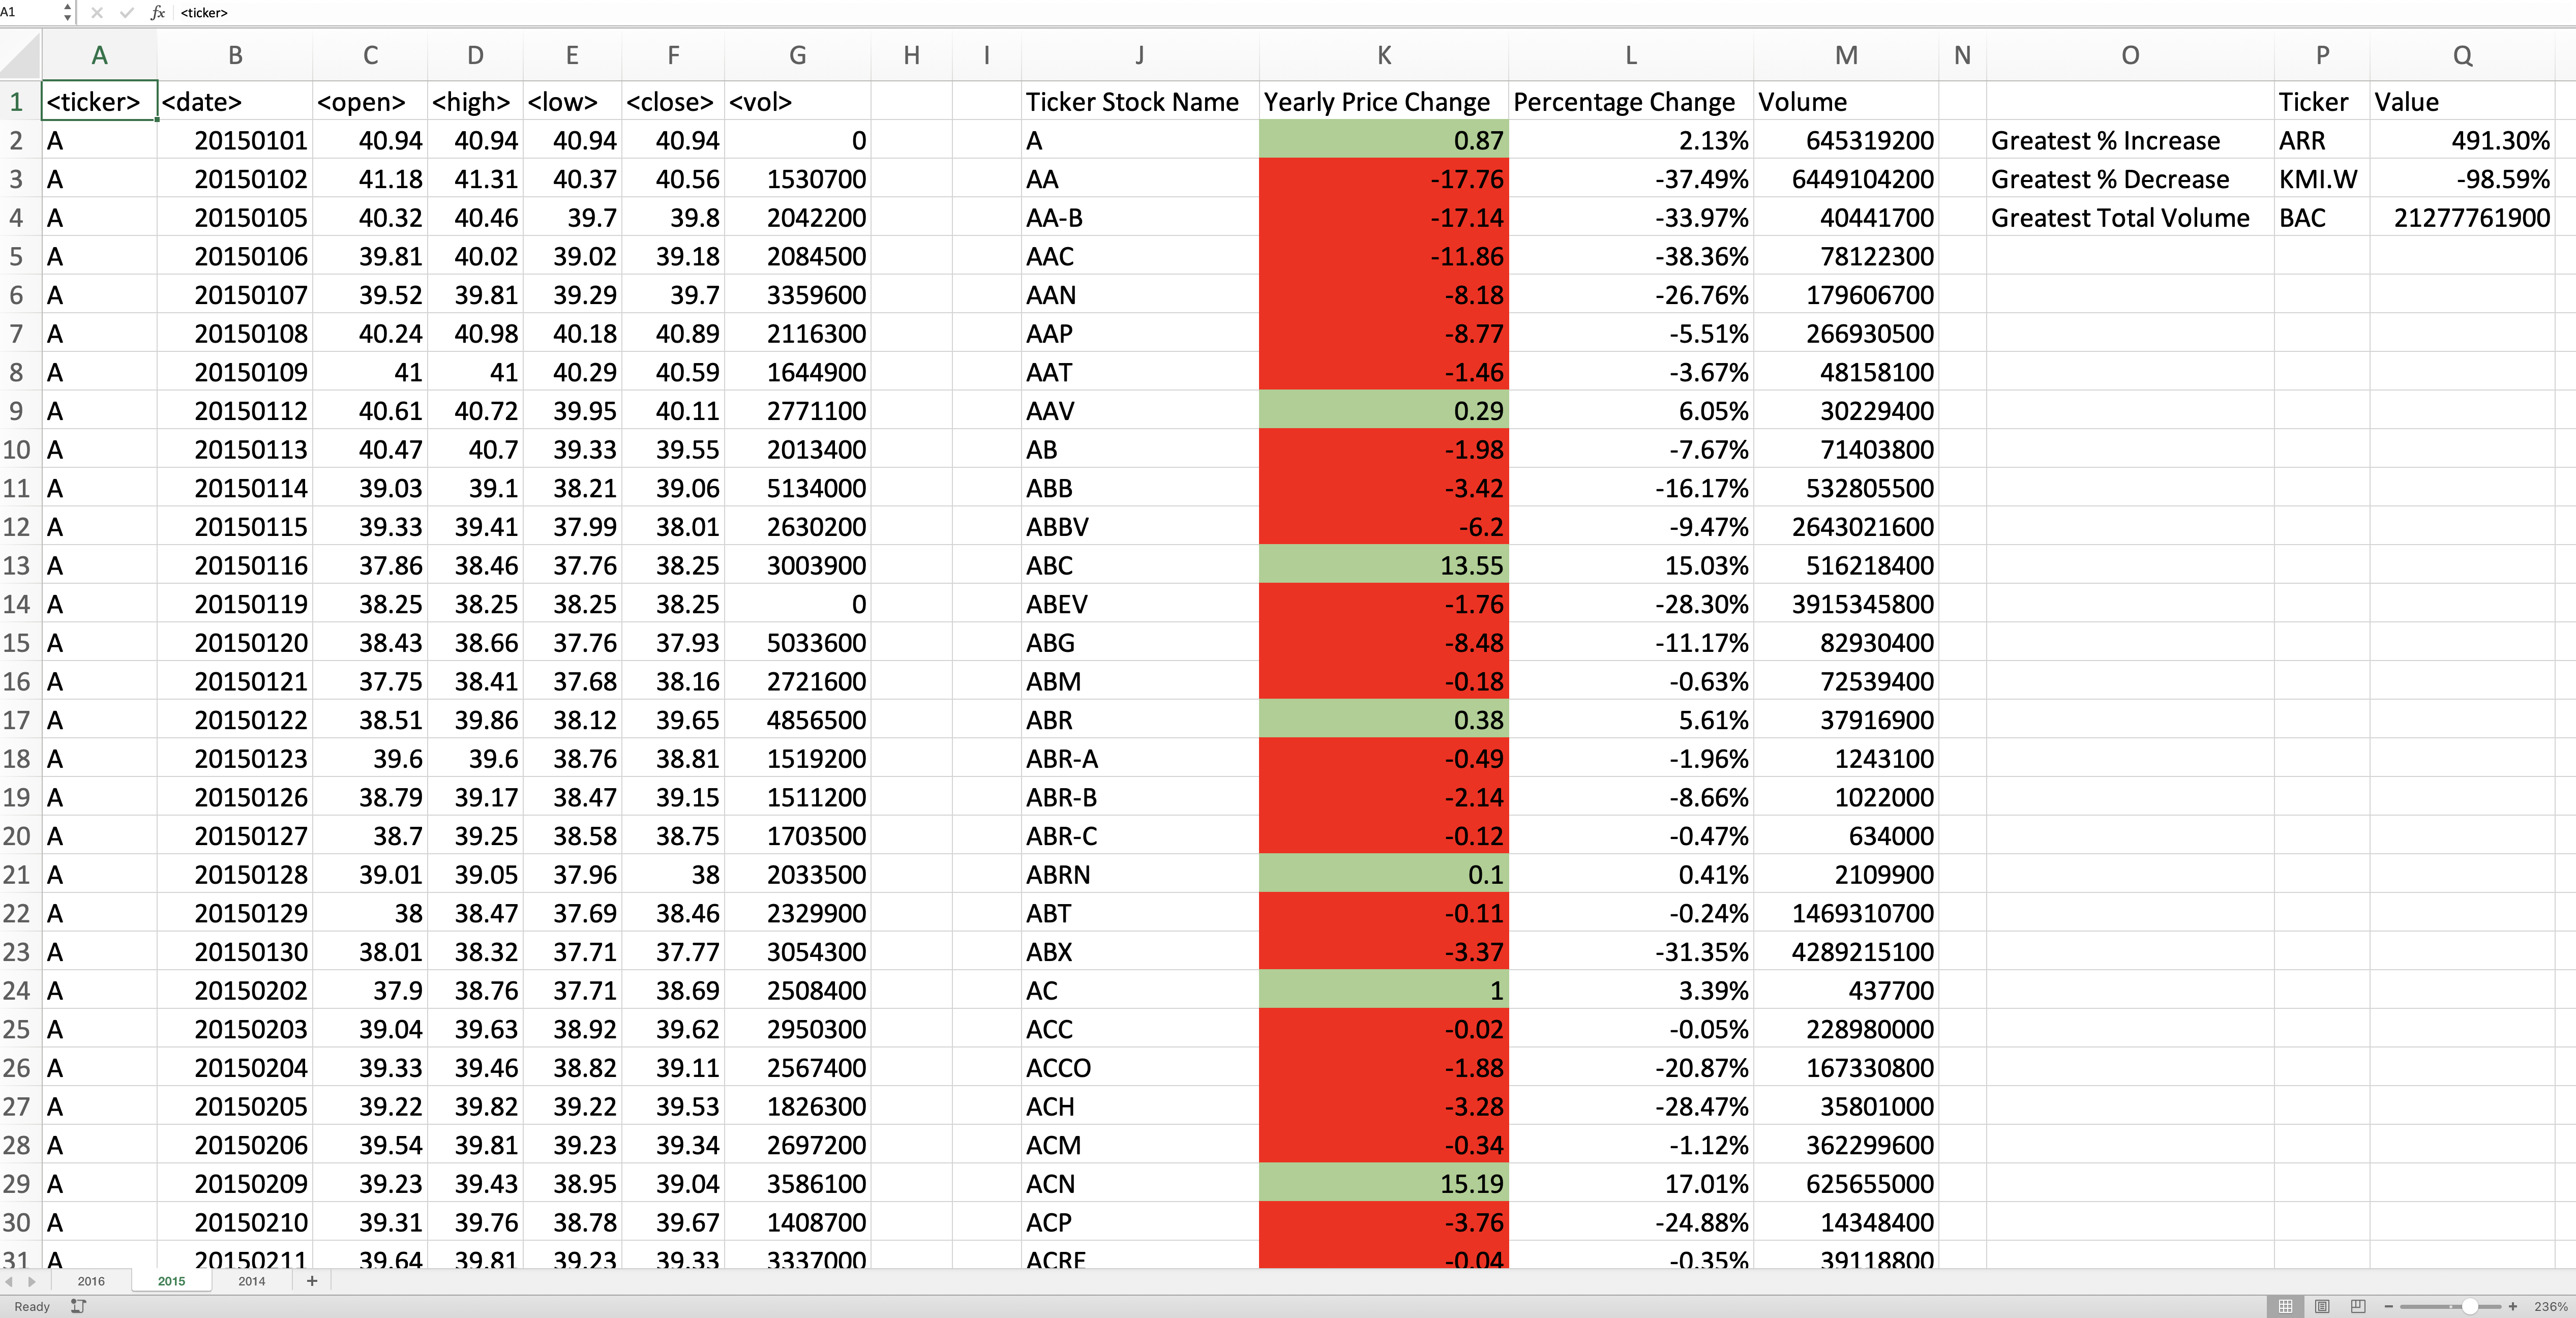 A1 fx <ticker>
A B C D E F G H I J K L M N O P Q
1 <ticker> <date> <open> <high> <low> <close> <vol> Ticker Stock Name Yearly Price Change Percentage Change Volume Ticker Value
2 A 20150101 40.94 40.94 40.94 40.94 0 A 0.87 2.13% 645319200 Greatest % Increase ARR 491.30%
3 A 20150102 41.18 41.31 40.37 40.56 1530700 AA -17.76 -37.49% 6449104200 Greatest % Decrease KMI.W -98.59%
4 A 20150105 40.32 40.46 39.7 39.8 2042200 AA-B -17.14 -33.97% 40441700 Greatest Total Volume BAC 21277761900
5 A 20150106 39.81 40.02 39.02 39.18 2084500 AAC -11.86 -38.36% 78122300
6 A 20150107 39.52 39.81 39.29 39.7 3359600 AAN -8.18 -26.76% 179606700
7 A 20150108 40.24 40.98 40.18 40.89 2116300 AAP -8.77 -5.51% 266930500
8 A 20150109 41 41 40.29 40.59 1644900 AAT -1.46 -3.67% 48158100
9 A 20150112 40.61 40.72 39.95 40.11 2771100 AAV 0.29 6.05% 30229400
10 A 20150113 40.47 40.7 39.33 39.55 2013400 AB -1.98 -7.67% 71403800
11 A 20150114 39.03 39.1 38.21 39.06 5134000 ABB -3.42 -16.17% 532805500
12 A 20150115 39.33 39.41 37.99 38.01 2630200 ABBV -6.2 -9.47% 2643021600
13 A 20150116 37.86 38.46 37.76 38.25 3003900 ABC 13.55 15.03% 516218400
14 A 20150119 38.25 38.25 38.25 38.25 0 ABEV -1.76 -28.30% 3915345800
15 A 20150120 38.43 38.66 37.76 37.93 5033600 ABG -8.48 -11.17% 82930400
16 A 20150121 37.75 38.41 37.68 38.16 2721600 ABM -0.18 -0.63% 72539400
17 A 20150122 38.51 39.86 38.12 39.65 4856500 ABR 0.38 5.61% 37916900
18 A 20150123 39.6 39.6 38.76 38.81 1519200 ABR-A -0.49 -1.96% 1243100
19 A 20150126 38.79 39.17 38.47 39.15 1511200 ABR-B -2.14 -8.66% 1022000
20 A 20150127 38.7 39.25 38.58 38.75 1703500 ABR-C -0.12 -0.47% 634000
21 A 20150128 39.01 39.05 37.96 38 2033500 ABRN 0.1 0.41% 2109900
22 A 20150129 38 38.47 37.69 38.46 2329900 ABT -0.11 -0.24% 1469310700
23 A 20150130 38.01 38.32 37.71 37.77 3054300 ABX -3.37 -31.35% 4289215100
24 A 20150202 37.9 38.76 37.71 38.69 2508400 AC 1 3.39% 437700
25 A 20150203 39.04 39.63 38.92 39.62 2950300 ACC -0.02 -0.05% 228980000
26 A 20150204 39.33 39.46 38.82 39.11 2567400 ACCO -1.88 -20.87% 167330800
27 A 20150205 39.22 39.82 39.22 39.53 1826300 ACH -3.28 -28.47% 35801000
28 A 20150206 39.54 39.81 39.23 39.34 2697200 ACM -0.34 -1.12% 362299600
29 A 20150209 39.23 39.43 38.95 39.04 3586100 ACN 15.19 17.01% 625655000
30 A 20150210 39.31 39.76 38.78 39.67 1408700 ACP -3.76 -24.88% 14348400
31 A 20150211 39.64 39.81 39.23 39.33 3337000 ACRE -0.04 -0.35% 39118800
2016 2015 2014 +
Ready 236%